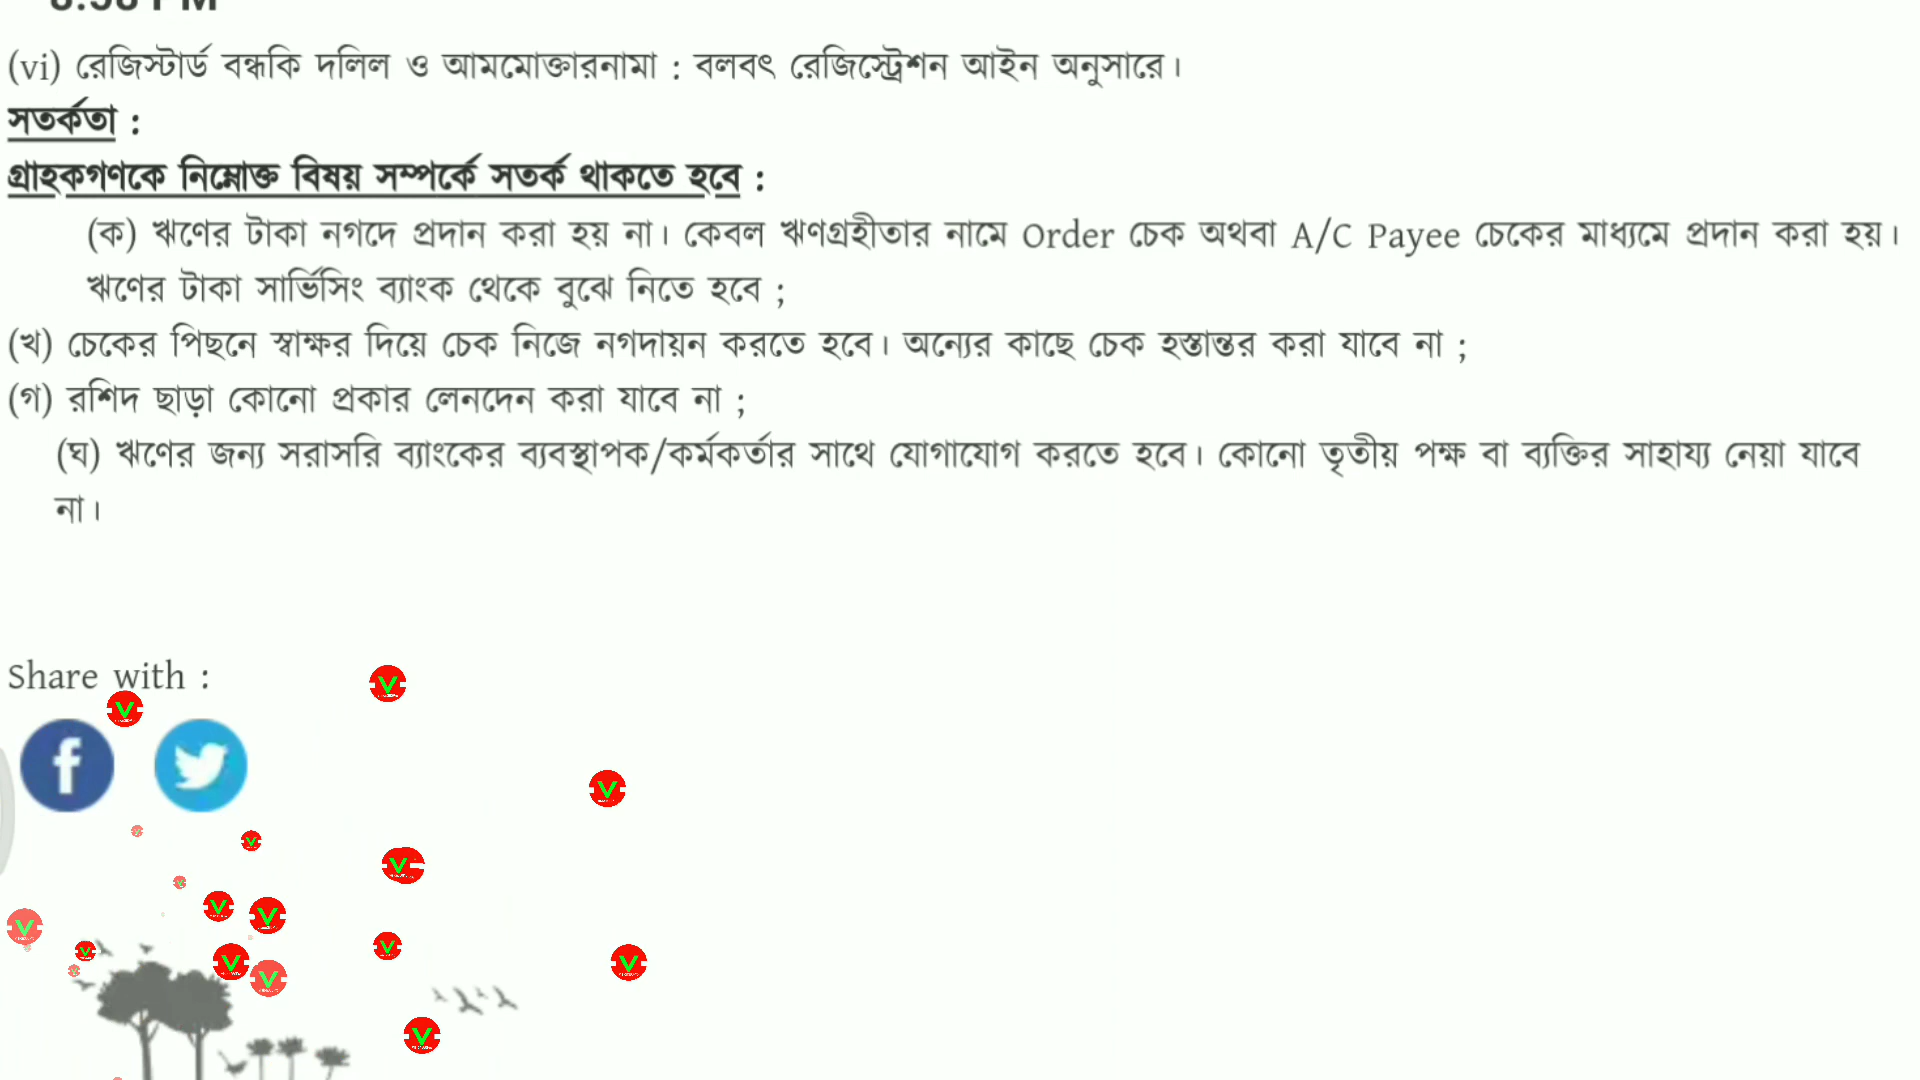 8:58 PM
(vi) রেজিস্টার্ড বন্ধকি দলিল ও আমমোক্তারনামা : বলবৎ রেজিস্ট্রেশন আইন অনুসারে।
সতর্কতা :
গ্রাহকগণকে নিম্নোক্ত বিষয় সম্পর্কে সতর্ক থাকতে হবে :
(ক) ঋণের টাকা নগদে প্রদান করা হয় না। কেবল ঋণগ্রহীতার নামে Order চেক অথবা A/C Payee চেকের মাধ্যমে প্রদান করা হয়।
ঋণের টাকা সার্ভিসিং ব্যাংক থেকে বুঝে নিতে হবে ;
(খ) চেকের পিছনে স্বাক্ষর দিয়ে চেক নিজে নগদায়ন করতে হবে। অন্যের কাছে চেক হস্তান্তর করা যাবে না ;
(গ) রশিদ ছাড়া কোনো প্রকার লেনদেন করা যাবে না ;
(ঘ) ঋণের জন্য সরাসরি ব্যাংকের ব্যবস্থাপক/কর্মকর্তার সাথে যোগাযোগ করতে হবে। কোনো তৃতীয় পক্ষ বা ব্যক্তির সাহায্য নেয়া যাবে
না।
Share with :